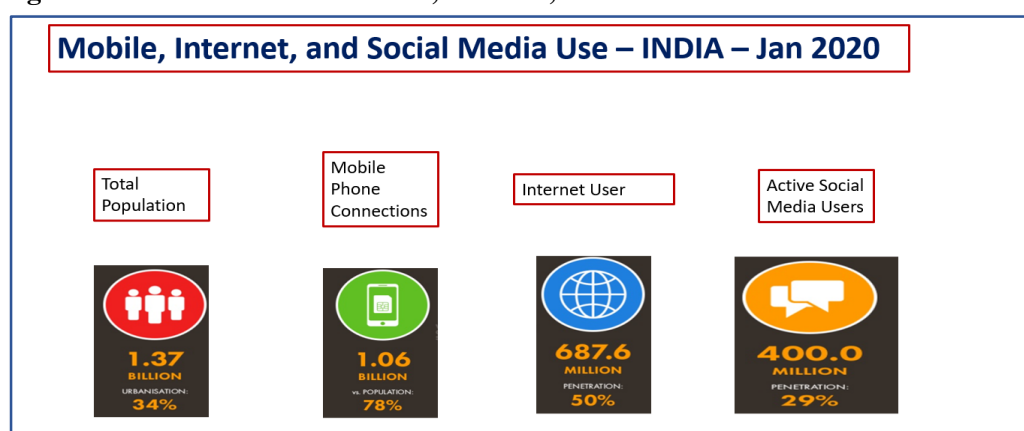 Mobile, Internet, and Social Media Use – INDIA – Jan 2020
Total
Population
Mobile
Phone
Connections
Internet User
Active Social
Media Users
1.37
BILLION
URBANISATION:
34%
1.06
BILLION
vs. POPULATION:
78%
687.6
MILLION
PENETRATION:
50%
400.0
MILLION
PENETRATION:
29%